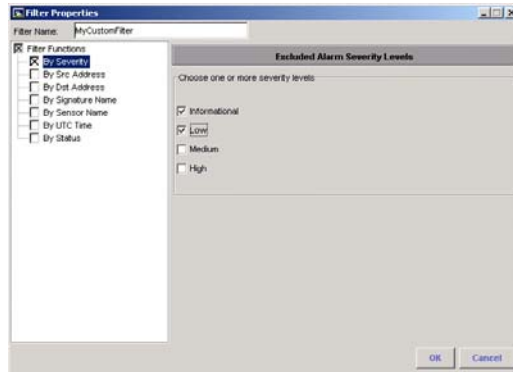 Filter Properties
Filter Name: MyCustomFilter
Filter Functions
By Severity
By Src Address
By Dst Address
By Signature Name
By Sensor Name
By UTC Time
By Status
Excluded Alarm Severity Levels
Choose one or more severity levels
Informational
Low
Medium
High
OK Cancel